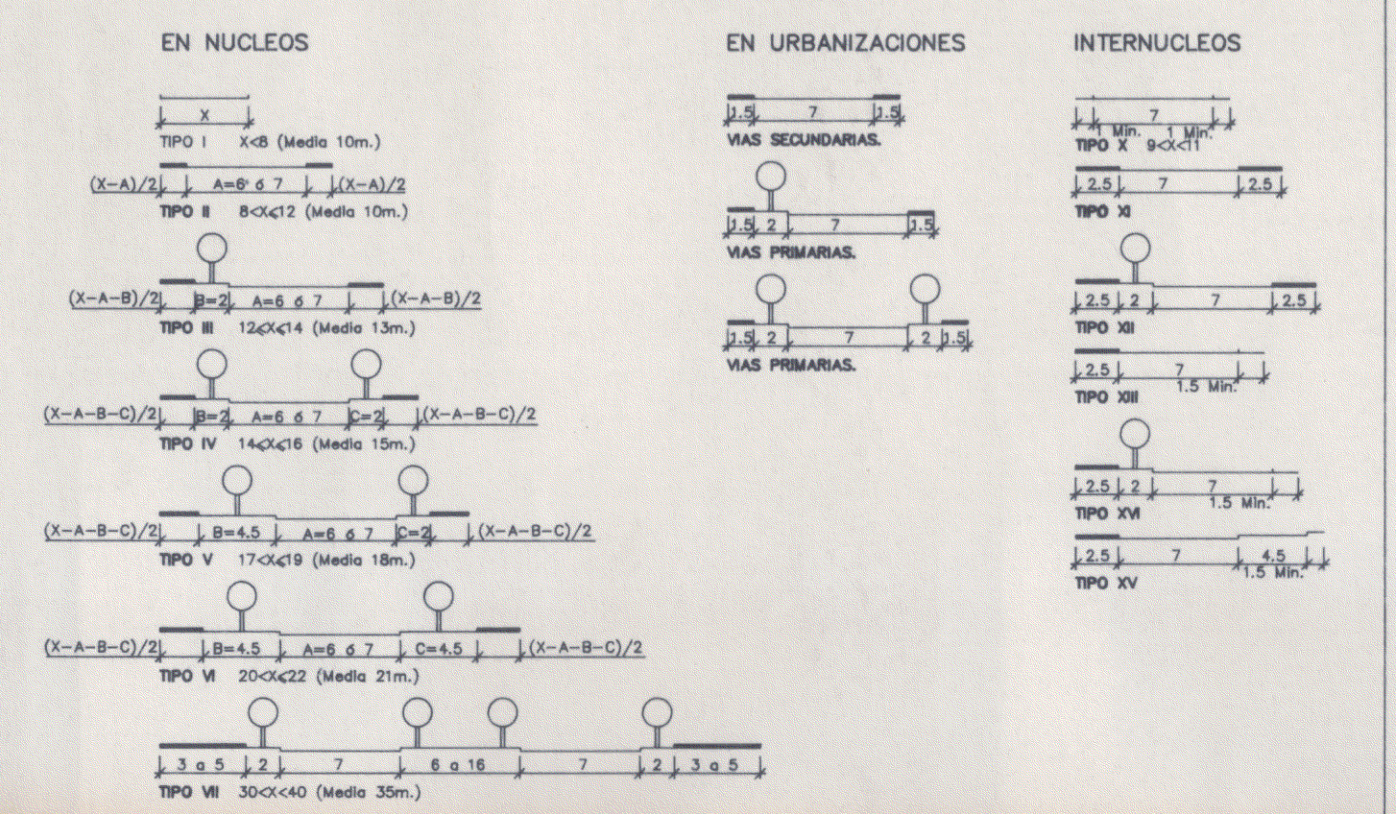 EN NUCLEOS
X
TIPO I X<8 (Media 10m.)
(X-A)/2 A=6 ó 7 (X-A)/2
TIPO II 8<X⩽12 (Media 10m.)
(X-A-B)/2 B=2 A=6 ó 7 (X-A-B)/2
TIPO III 12⩽X⩽14 (Media 13m.)
(X-A-B-C)/2 B=2 A=6 ó 7 C=2 (X-A-B-C)/2
TIPO IV 14⩽X⩽16 (Media 15m.)
(X-A-B-C)/2 B=4.5 A=6 ó 7 C=2 (X-A-B-C)/2
TIPO V 17<X⩽19 (Media 18m.)
(X-A-B-C)/2 B=4.5 A=6 ó 7 C=4.5 (X-A-B-C)/2
TIPO VI 20<X⩽22 (Media 21m.)
3 a 5 2 7 6 a 16 7 2 3 a 5
TIPO VII 30<X<40 (Media 35m.)
EN URBANIZACIONES
1.5 7 1.5
VIAS SECUNDARIAS.
1.5 2 7 1.5
VIAS PRIMARIAS.
1.5 2 7 2 1.5
VIAS PRIMARIAS.
INTERNUCLEOS
7
1 Min. 1 Min.
TIPO X 9<X<11
2.5 7 2.5
TIPO XI
2.5 2 7 2.5
TIPO XII
2.5 7
1.5 Min.
TIPO XIII
2.5 2 7
1.5 Min.
TIPO XVI
2.5 7 4.5
1.5 Min.
TIPO XV